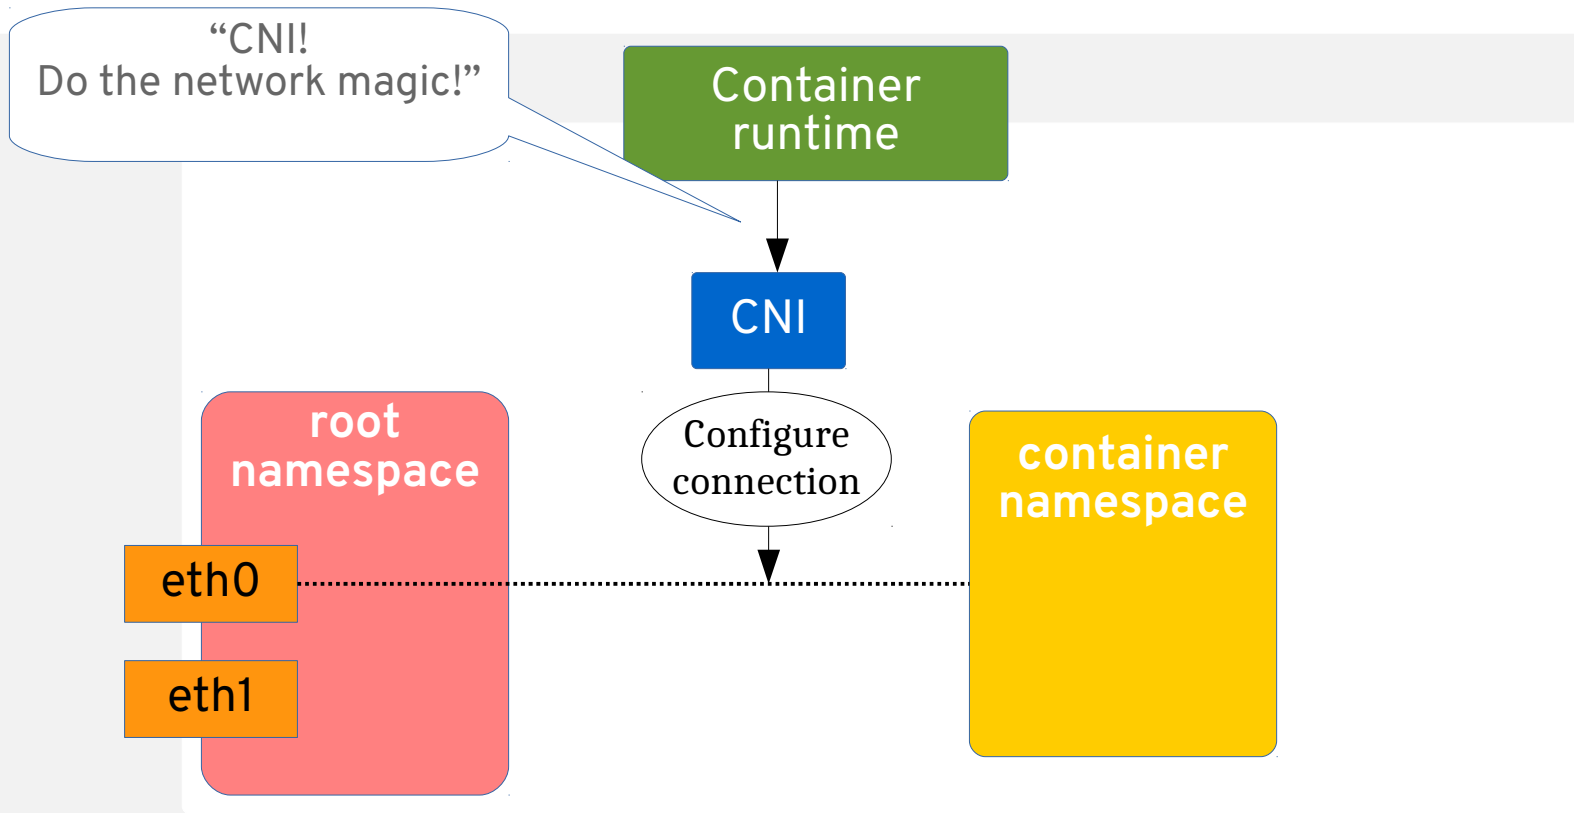 “CNI!
Do the network magic!”
Container
runtime
CNI
root
namespace
Configure
connection
container
namespace
eth0
eth1